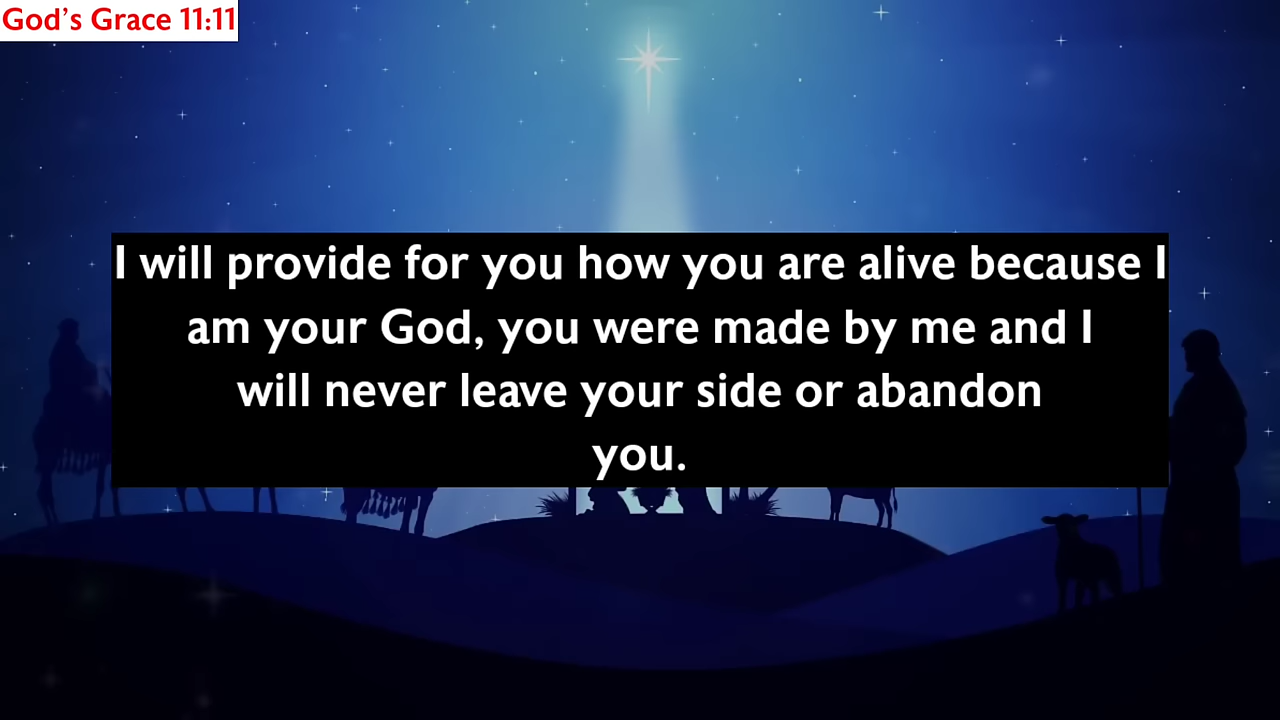 God’s Grace 11:11
I will provide for you how you are alive because I
am your God, you were made by me and I
will never leave your side or abandon
you.